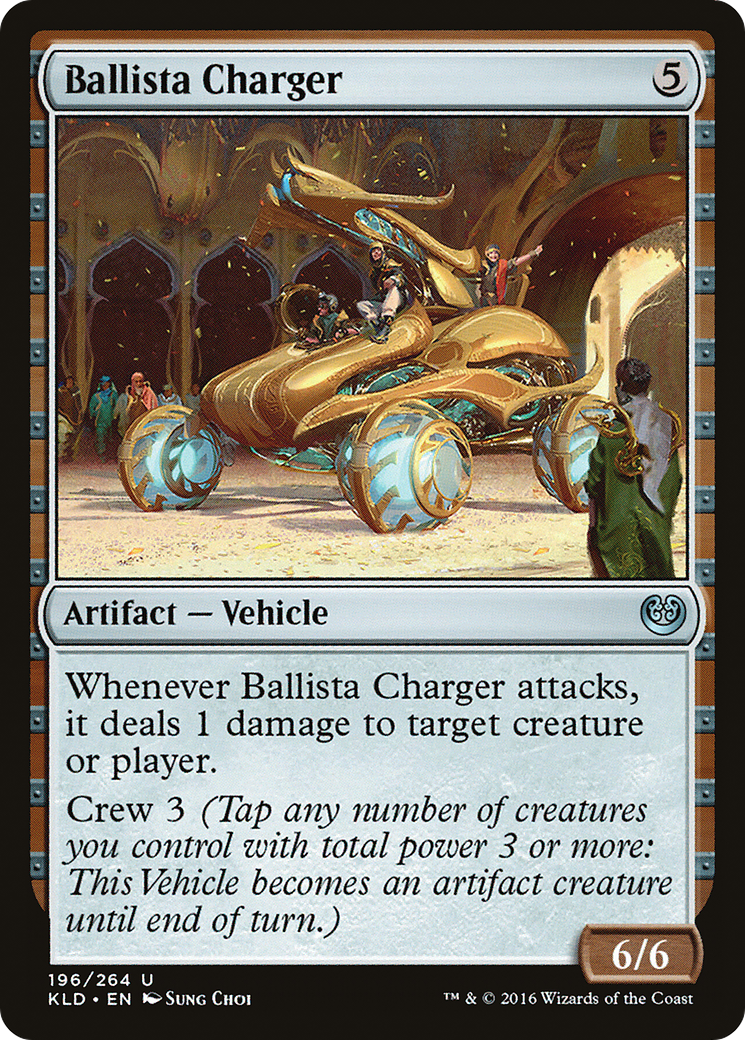 Ballista Charger 5
Artifact — Vehicle
Whenever Ballista Charger attacks,
it deals 1 damage to target creature
or player.
Crew 3 (Tap any number of creatures
you control with total power 3 or more:
This Vehicle becomes an artifact creature
until end of turn.)
6/6
196/264 U
KLD • EN Sung Choi
™ & © 2016 Wizards of the Coast